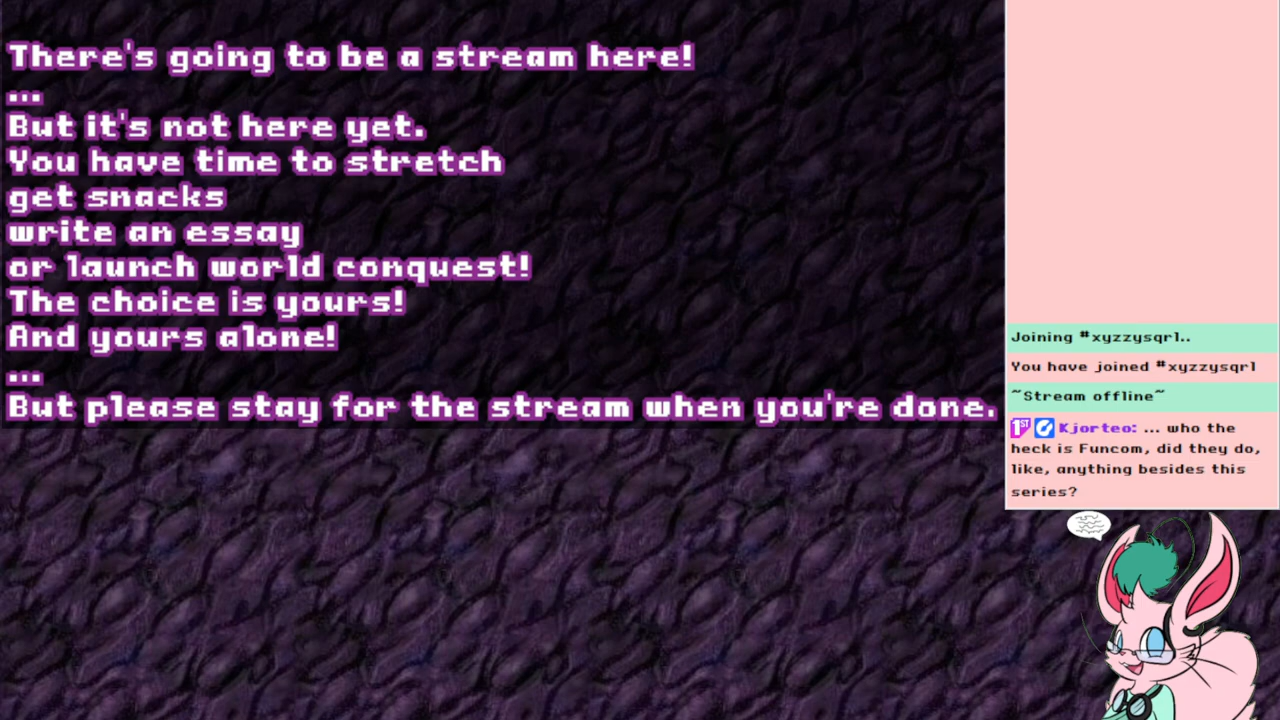 There's going to be a stream here!
...
But it's not here yet.
You have time to stretch
get snacks
write an essay
or launch world conquest!
The choice is yours!
And yours alone!
...
But please stay for the stream when you're done.
Joining #xyzzysqrl..
You have joined #xyzzysqrl
~Stream offline~
1ST Kjorteo: ... who the
heck is Funcom, did they do,
like, anything besides this
series?